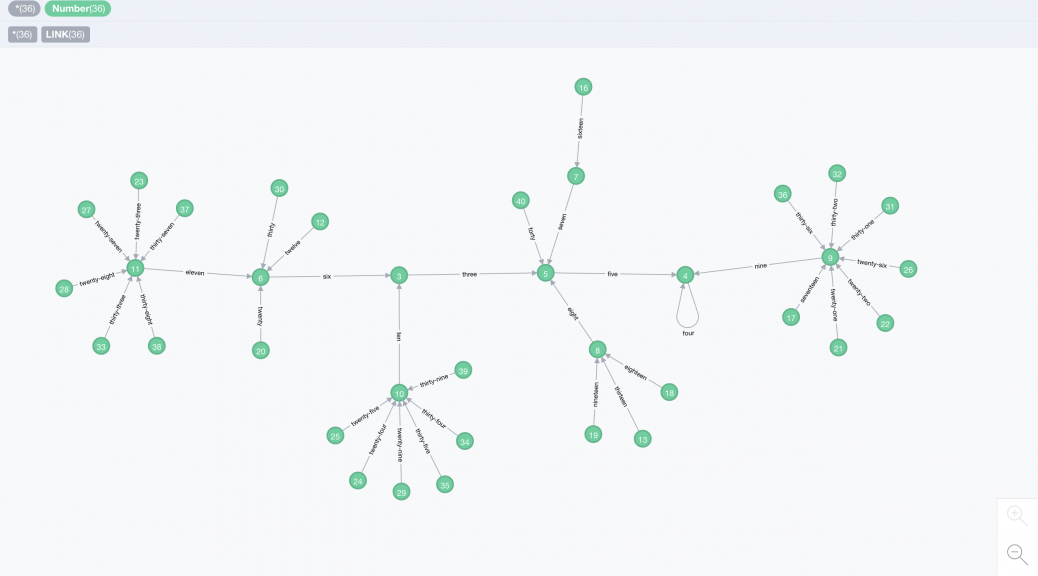 *(36) Number(36)
*(36) LINK(36)
16
sixteen
7
seven
40
forty
5
five
4
four
nine
9
36
thirty-six
32
thirty-two
31
thirty-one
26
twenty-six
22
twenty-two
21
twenty-one
17
seventeen
23
twenty-three
27
twenty-seven
37
thirty-seven
11
eleven
28
twenty-eight
33
thirty-three
38
thirty-eight
30
thirty
12
twelve
6
six
20
twenty
3
three
ten
10
39
thirty-nine
25
twenty-five
24
twenty-four
29
twenty-nine
35
thirty-five
34
thirty-four
eight
8
eighteen
18
nineteen
19
thirteen
13